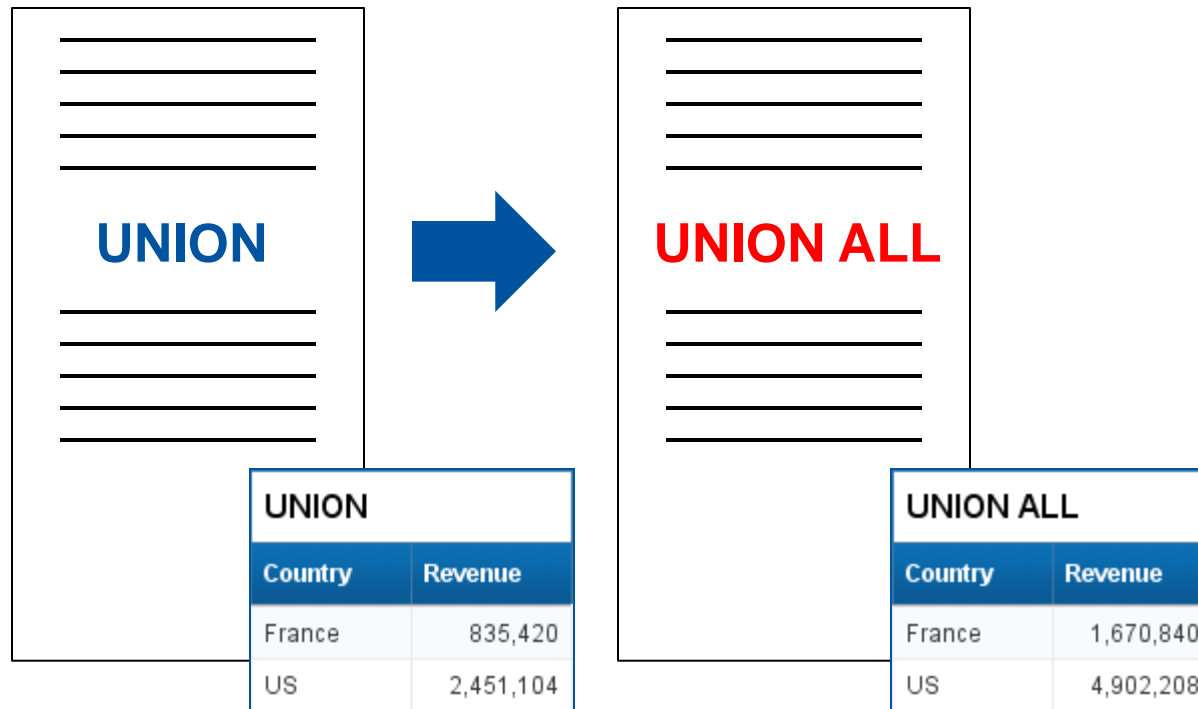 UNION
UNION ALL
UNION
Country Revenue
France 835,420
US 2,451,104
UNION ALL
Country Revenue
France 1,670,840
US 4,902,208